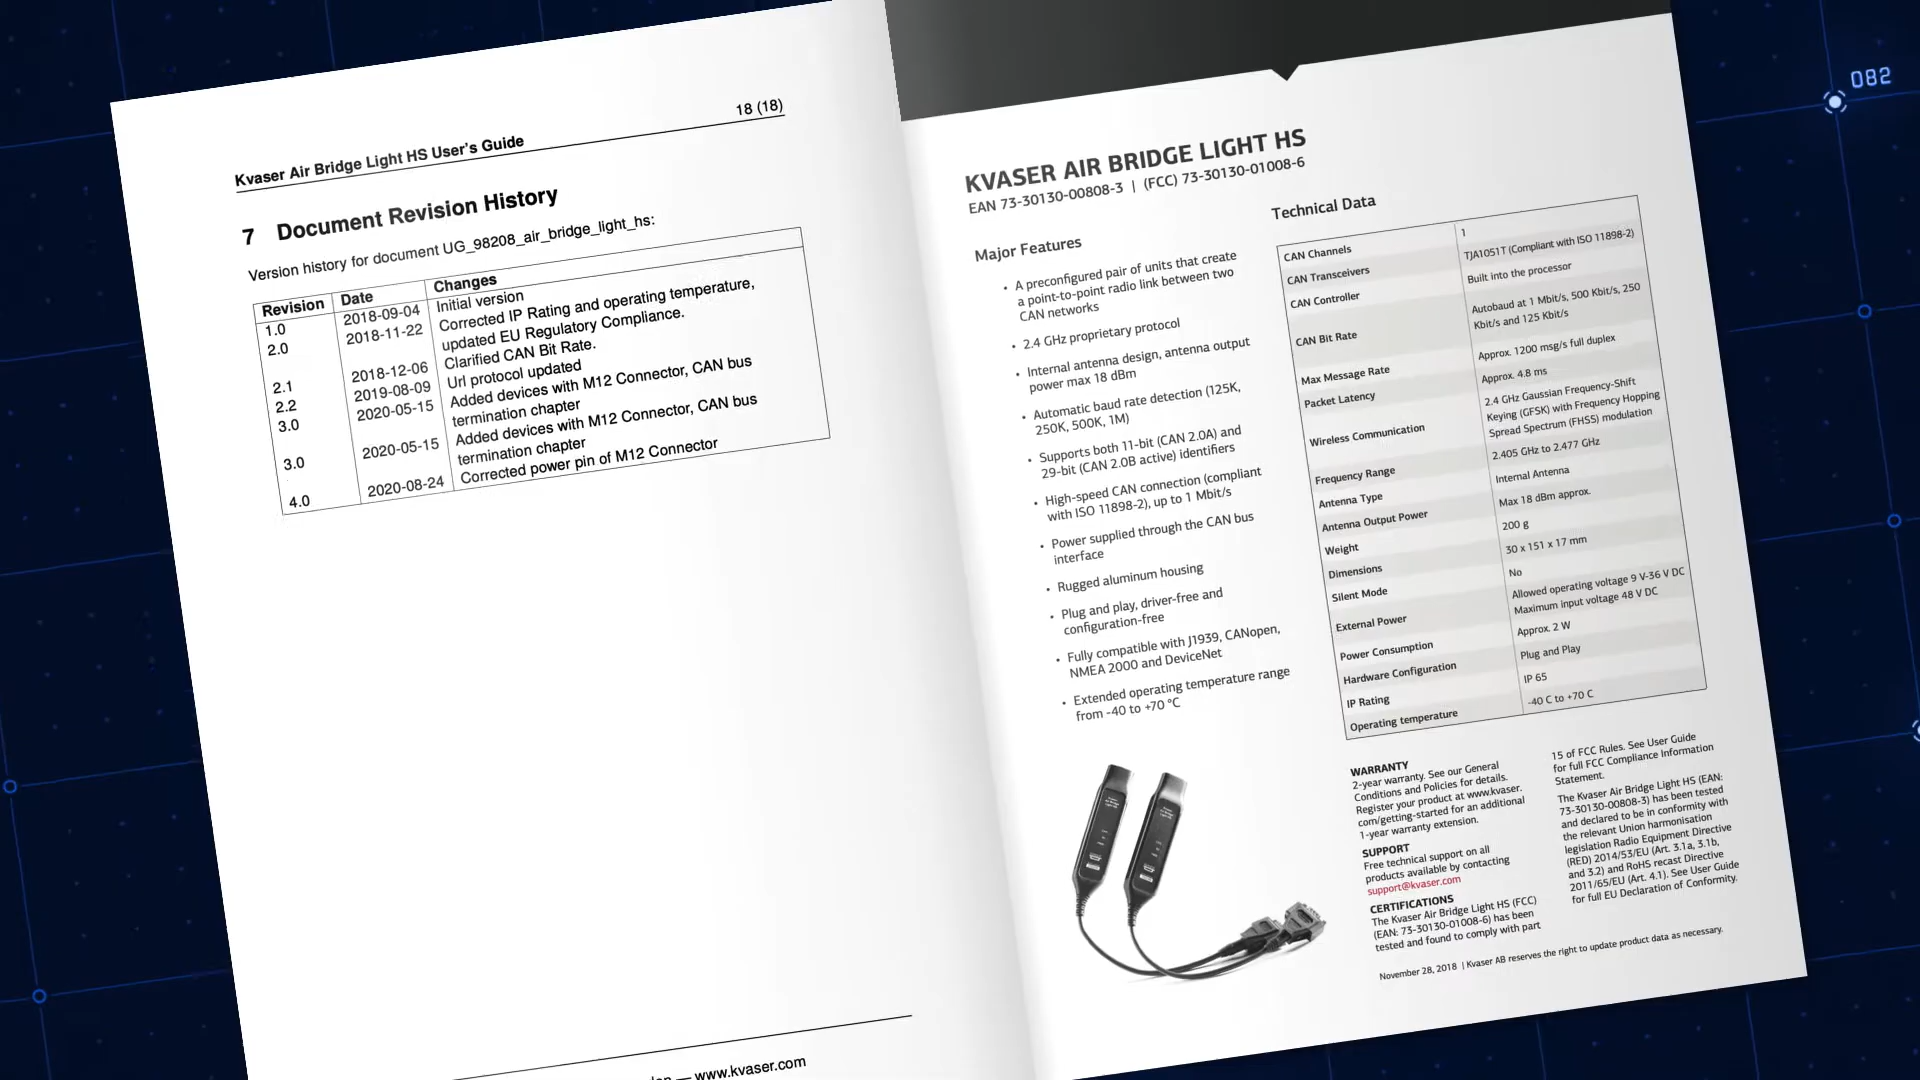 082
18 (18)
Kvaser Air Bridge Light HS User's Guide
7 Document Revision History
Version history for document UG_98208_air_bridge_light_hs:
Revision Date Changes
1.0 2018-09-04 Initial version
2.0 2018-11-22 Corrected IP Rating and operating temperature,
updated EU Regulatory Compliance.
2.1 2018-12-06 Clarified CAN Bit Rate.
2.2 2019-08-09 Url protocol updated
3.0 2020-05-15 Added devices with M12 Connector, CAN bus
termination chapter
3.0 2020-05-15 Added devices with M12 Connector, CAN bus
termination chapter
4.0 2020-08-24 Corrected power pin of M12 Connector
— www.kvaser.com
KVASER AIR BRIDGE LIGHT HS
EAN 73-30130-00808-3 | (FCC) 73-30130-01008-6
Major Features
• A preconfigured pair of units that create
a point-to-point radio link between two
CAN networks
• 2.4 GHz proprietary protocol
• Internal antenna design, antenna output
power max 18 dBm
• Automatic baud rate detection (125K,
250K, 500K, 1M)
• Supports both 11-bit (CAN 2.0A) and
29-bit (CAN 2.0B active) identifiers
• High-speed CAN connection (compliant
with ISO 11898-2), up to 1 Mbit/s
• Power supplied through the CAN bus
interface
• Rugged aluminum housing
• Plug and play, driver-free and
configuration-free
• Fully compatible with J1939, CANopen,
NMEA 2000 and DeviceNet
• Extended operating temperature range
from -40 to +70 °C
Technical Data
CAN Channels 1
CAN Transceivers TJA1051T (Compliant with ISO 11898-2)
CAN Controller Built into the processor
CAN Bit Rate Autobaud at 1 Mbit/s, 500 Kbit/s, 250
Kbit/s and 125 Kbit/s
Max Message Rate Approx. 1200 msg/s full duplex
Packet Latency Approx. 4.8 ms
Wireless Communication 2.4 GHz Gaussian Frequency-Shift
Keying (GFSK) with Frequency Hopping
Spread Spectrum (FHSS) modulation
Frequency Range 2.405 GHz to 2.477 GHz
Antenna Type Internal Antenna
Antenna Output Power Max 18 dBm approx.
Weight 200 g
Dimensions 30 x 151 x 17 mm
Silent Mode No
External Power Allowed operating voltage 9 V-36 V DC
Maximum input voltage 48 V DC
Power Consumption Approx. 2 W
Hardware Configuration Plug and Play
IP Rating IP 65
Operating temperature -40 C to +70 C
WARRANTY
2-year warranty. See our General
Conditions and Policies for details.
Register your product at www.kvaser.
com/getting-started for an additional
1-year warranty extension.
SUPPORT
Free technical support on all
products available by contacting
support@kvaser.com
CERTIFICATIONS
The Kvaser Air Bridge Light HS (FCC)
(EAN: 73-30130-01008-6) has been
tested and found to comply with part
15 of FCC Rules. See User Guide
for full FCC Compliance Information
Statement.
The Kvaser Air Bridge Light HS (EAN:
73-30130-00808-3) has been tested
and declared to be in conformity with
the relevant Union harmonisation
legislation Radio Equipment Directive
(RED) 2014/53/EU (Art. 3.1a, 3.1b,
and 3.2) and RoHS recast Directive
2011/65/EU (Art. 4.1). See User Guide
for full EU Declaration of Conformity.
November 28, 2018 | Kvaser AB reserves the right to update product data as necessary.